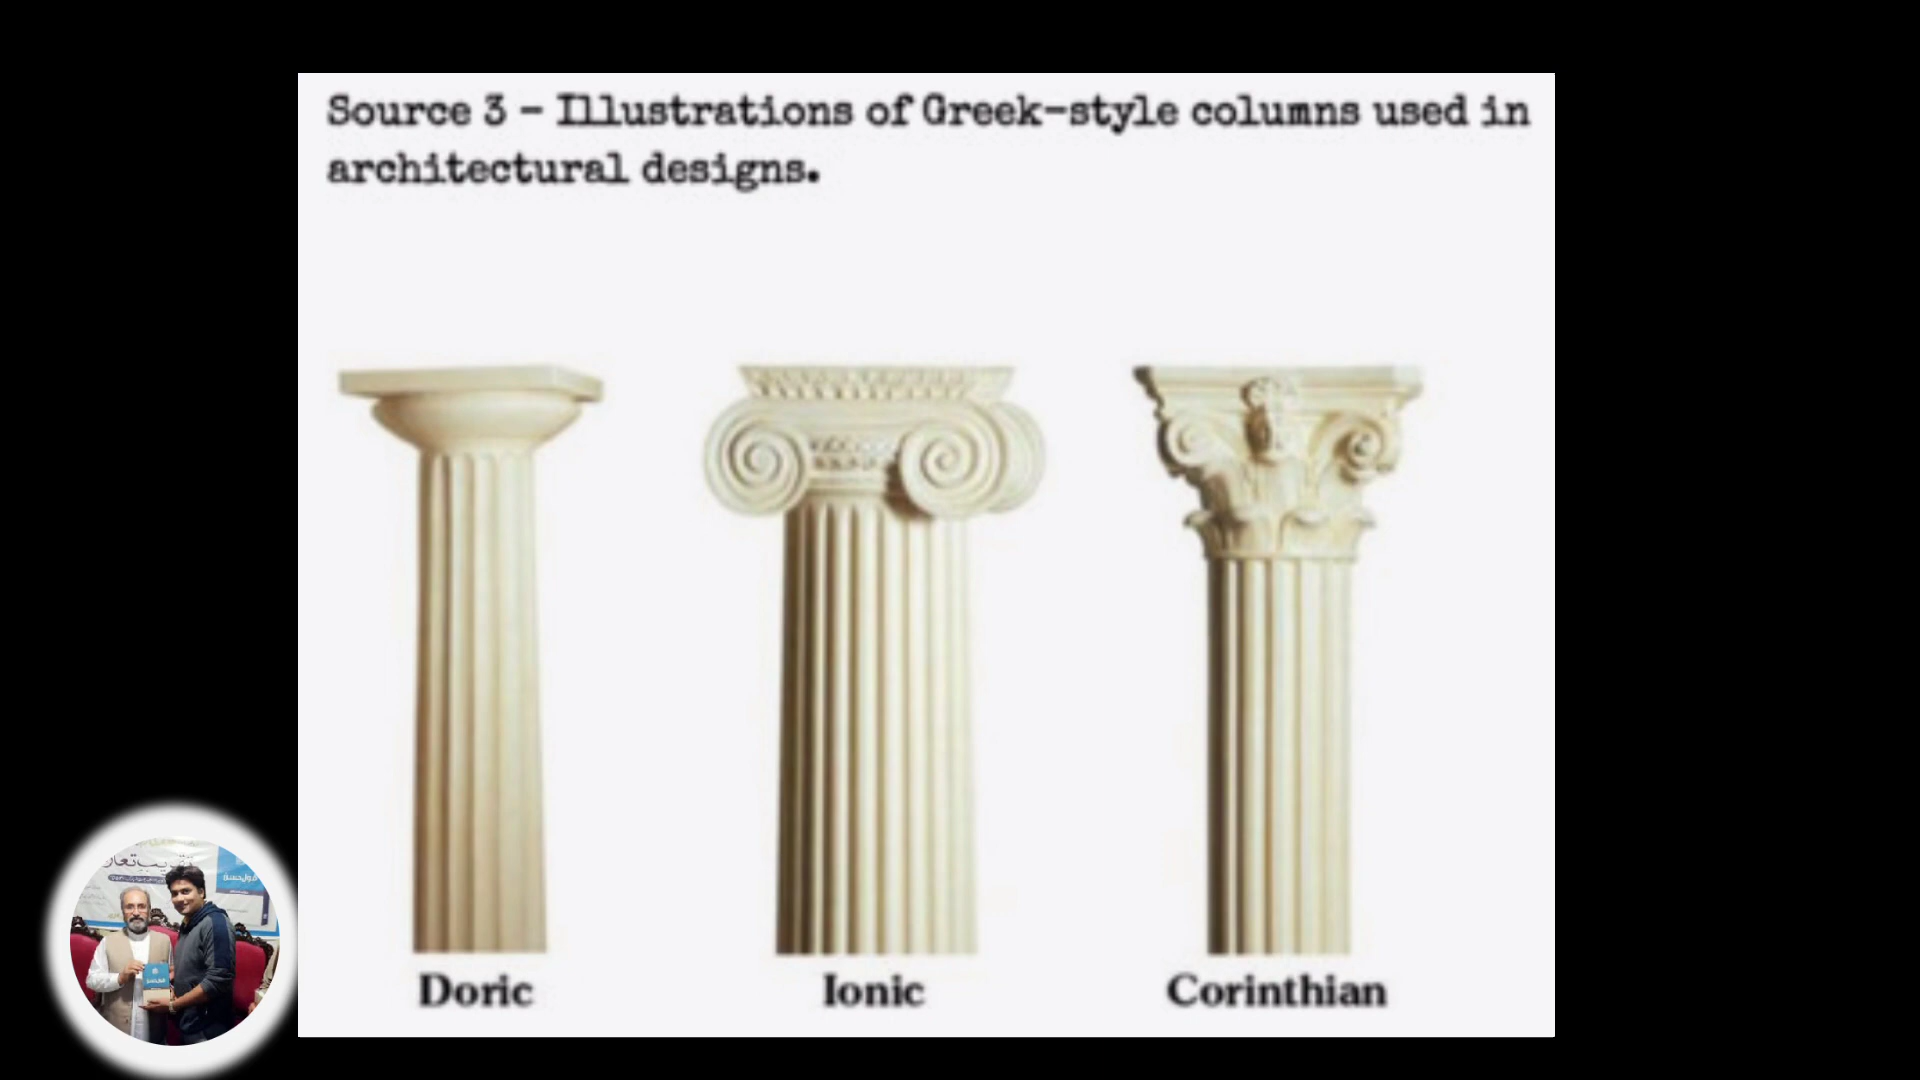 Source 3 – Illustrations of Greek-style columns used in
architectural designs.
Doric
Ionic
Corinthian